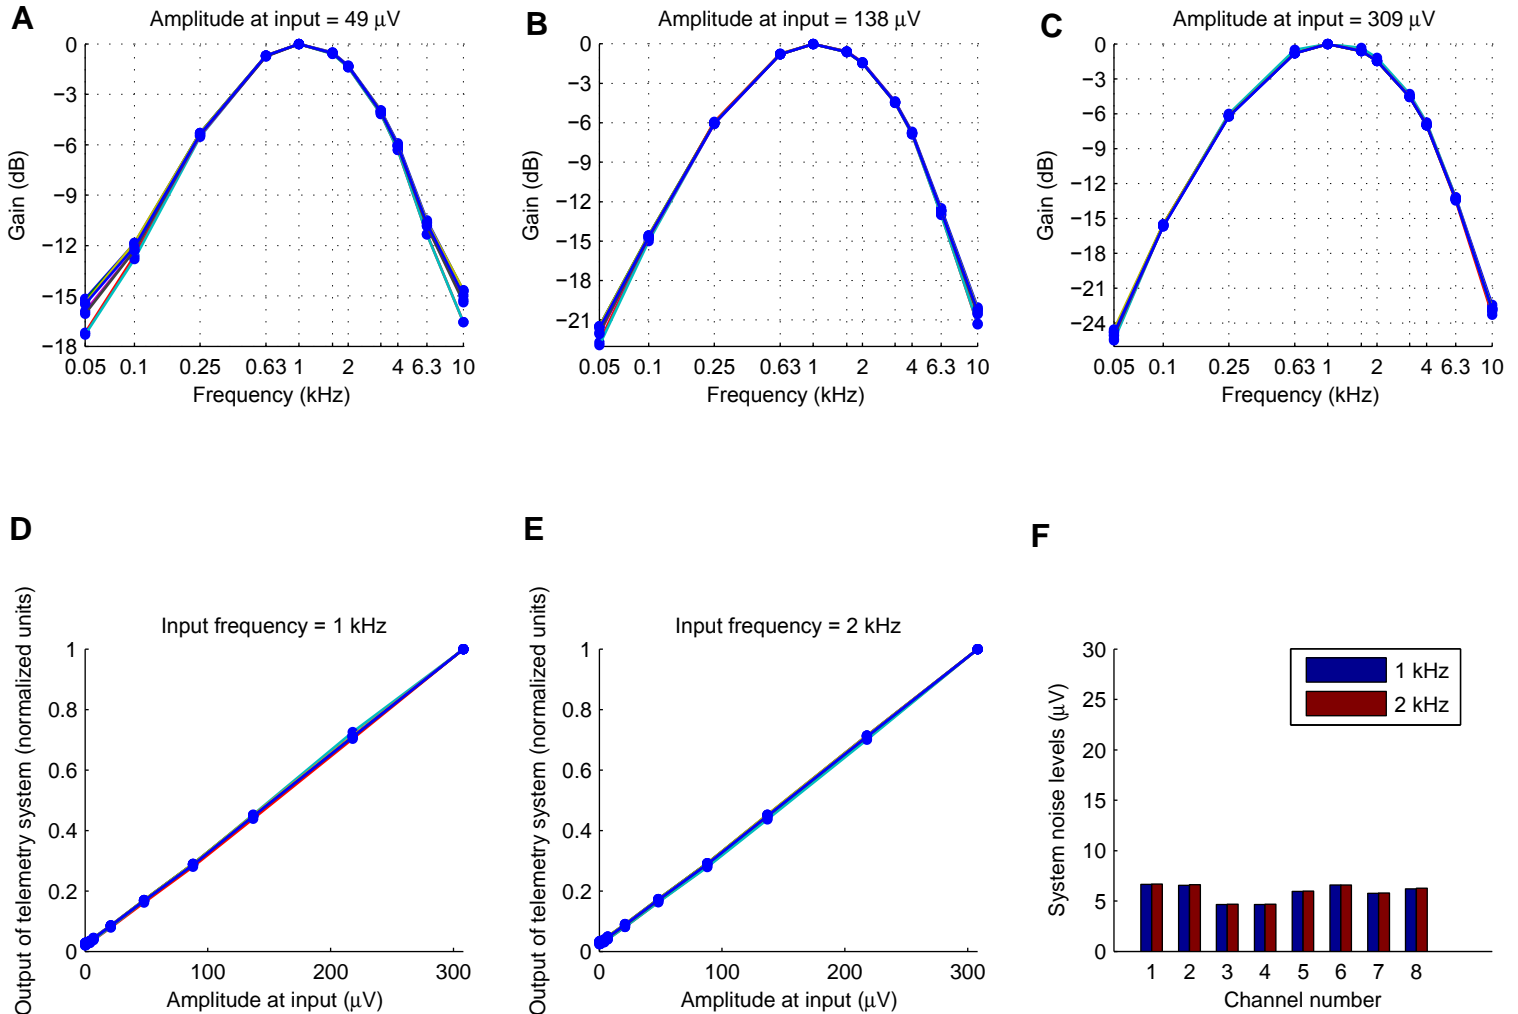 A
Amplitude at input = 49 μV
0
−3
−6
−9
−12
−15
−18
Gain (dB)
0.05 0.1 0.25 0.63 1 2 4 6.3 10
Frequency (kHz)
B
Amplitude at input = 138 μV
0
−3
−6
−9
−12
−15
−18
−21
Gain (dB)
0.05 0.1 0.25 0.63 1 2 4 6.3 10
Frequency (kHz)
C
Amplitude at input = 309 μV
0
−3
−6
−9
−12
−15
−18
−21
−24
Gain (dB)
0.05 0.1 0.25 0.63 1 2 4 6.3 10
Frequency (kHz)
D
Input frequency = 1 kHz
Output of telemetry system (normalized units)
1
0.8
0.6
0.4
0.2
0
0 100 200 300
Amplitude at input (μV)
E
Input frequency = 2 kHz
Output of telemetry system (normalized units)
1
0.8
0.6
0.4
0.2
0
0 100 200 300
Amplitude at input (μV)
F
System noise levels (μV)
30
25
20
15
10
5
0
1 kHz
2 kHz
1 2 3 4 5 6 7 8
Channel number